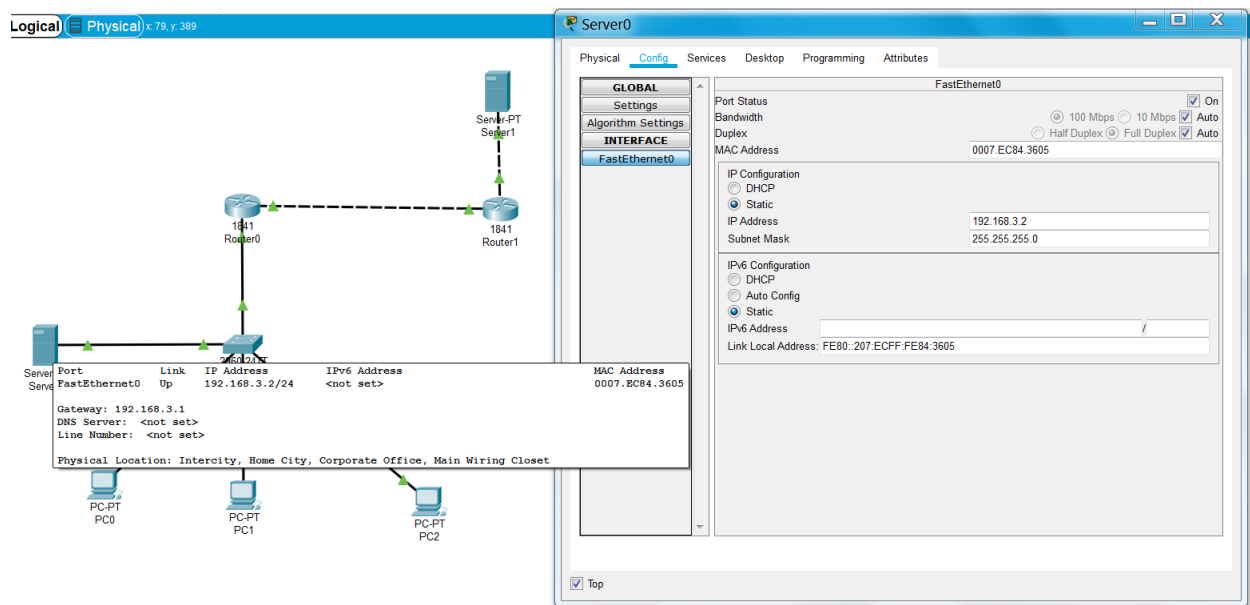 Logical Physical x: 79, y: 389
Server-PT
Server1
1841
Router0
1841
Router1
2960-24TT
Server
Serve
Port Link IP Address IPv6 Address MAC Address
FastEthernet0 Up 192.168.3.2/24 <not set> 0007.EC84.3605
Gateway: 192.168.3.1
DNS Server: <not set>
Line Number: <not set>
Physical Location: Intercity, Home City, Corporate Office, Main Wiring Closet
PC-PT
PC0
PC-PT
PC1
PC-PT
PC2
Server0
Physical Config Services Desktop Programming Attributes
GLOBAL
Settings
Algorithm Settings
INTERFACE
FastEthernet0
FastEthernet0
Port Status On
Bandwidth 100 Mbps 10 Mbps Auto
Duplex Half Duplex Full Duplex Auto
MAC Address 0007.EC84.3605
IP Configuration
DHCP
Static
IP Address 192.168.3.2
Subnet Mask 255.255.255.0
IPv6 Configuration
DHCP
Auto Config
Static
IPv6 Address /
Link Local Address: FE80::207:ECFF:FE84:3605
Top